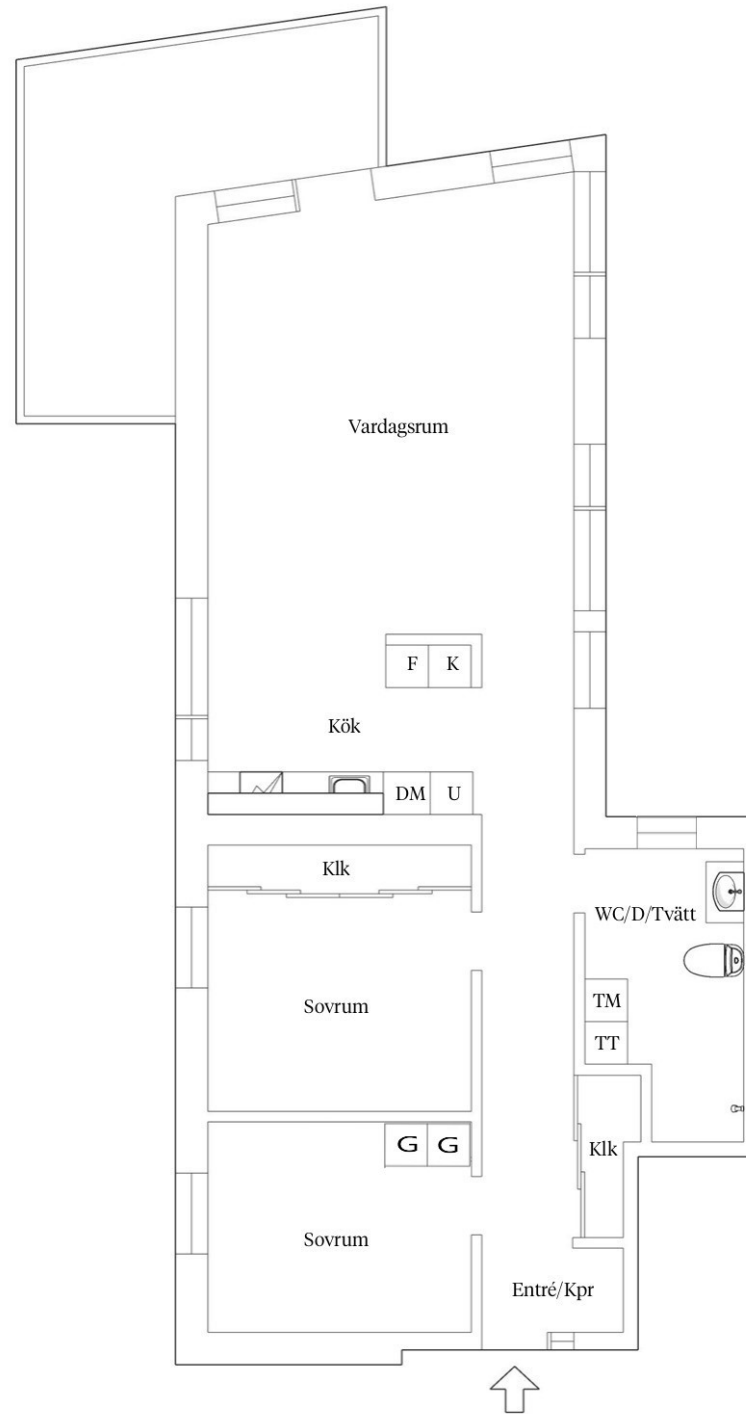 Vardagsrum
F K
Kök
DM U
Klk
WC/D/Tvätt
Sovrum
TM
TT
G G
Klk
Sovrum
Entré/Kpr